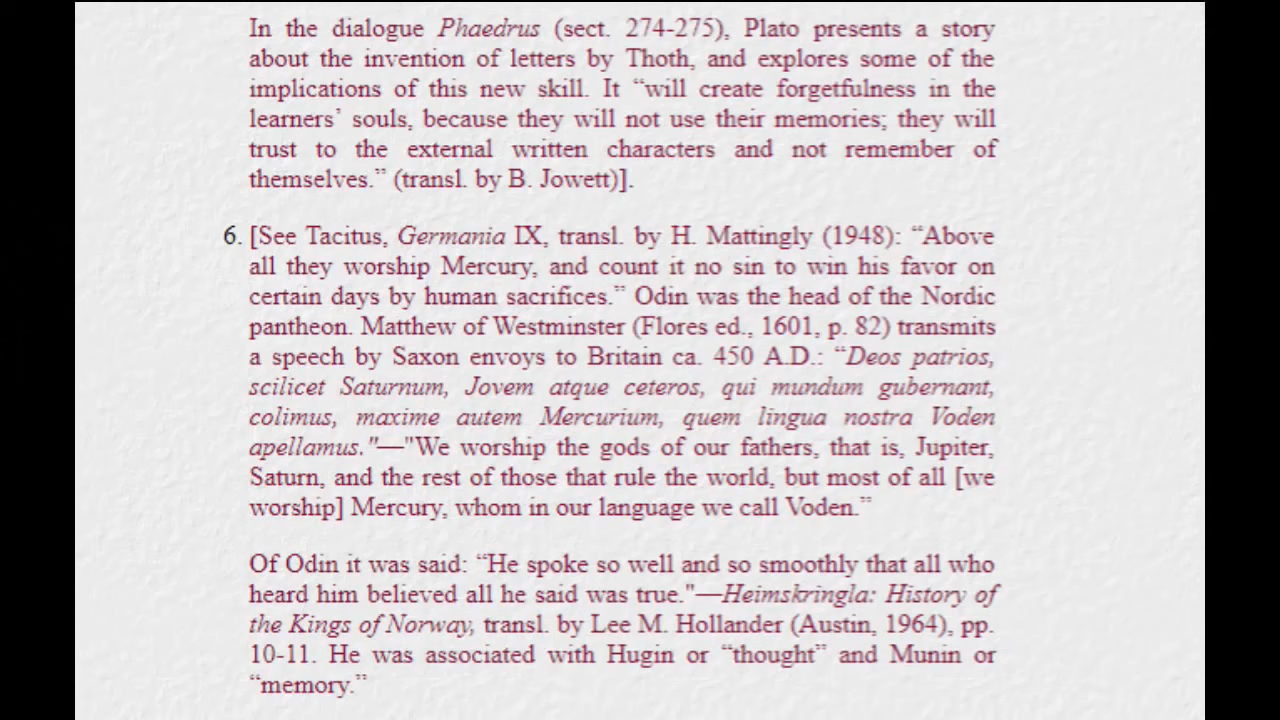 In the dialogue Phaedrus (sect. 274-275), Plato presents a story
about the invention of letters by Thoth, and explores some of the
implications of this new skill. It “will create forgetfulness in the
learners’ souls, because they will not use their memories; they will
trust to the external written characters and not remember of
themselves.” (transl. by B. Jowett)].
6. [See Tacitus, Germania IX, transl. by H. Mattingly (1948): “Above
all they worship Mercury, and count it no sin to win his favor on
certain days by human sacrifices.” Odin was the head of the Nordic
pantheon. Matthew of Westminster (Flores ed., 1601, p. 82) transmits
a speech by Saxon envoys to Britain ca. 450 A.D.: “Deos patrios,
scilicet Saturnum, Jovem atque ceteros, qui mundum gubernant,
colimus, maxime autem Mercurium, quem lingua nostra Voden
apellamus."—"We worship the gods of our fathers, that is, Jupiter,
Saturn, and the rest of those that rule the world, but most of all [we
worship] Mercury, whom in our language we call Voden.”
Of Odin it was said: “He spoke so well and so smoothly that all who
heard him believed all he said was true."—Heimskringla: History of
the Kings of Norway, transl. by Lee M. Hollander (Austin, 1964), pp.
10-11. He was associated with Hugin or “thought” and Munin or
“memory.”